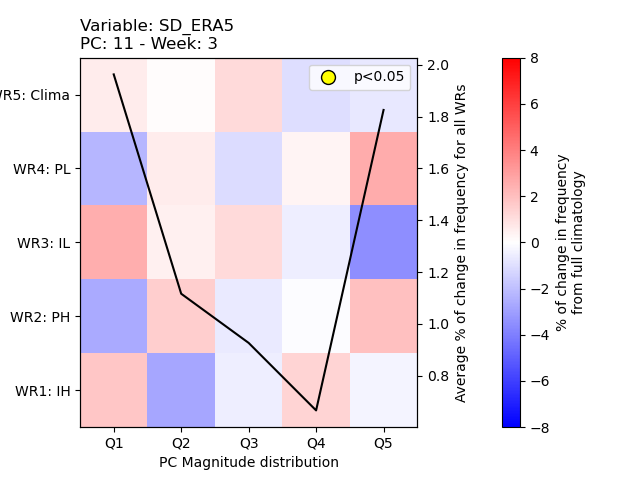 Variable: SD_ERA5
PC: 11 - Week: 3
p<0.05
WR5: Clima
WR4: PL
WR3: IL
WR2: PH
WR1: IH
Q1 Q2 Q3 Q4 Q5
PC Magnitude distribution
2.0
1.8
1.6
1.4
1.2
1.0
0.8
Average % of change in frequency for all WRs
8
6
4
2
0
−2
−4
−6
−8
% of change in frequency
from full climatology